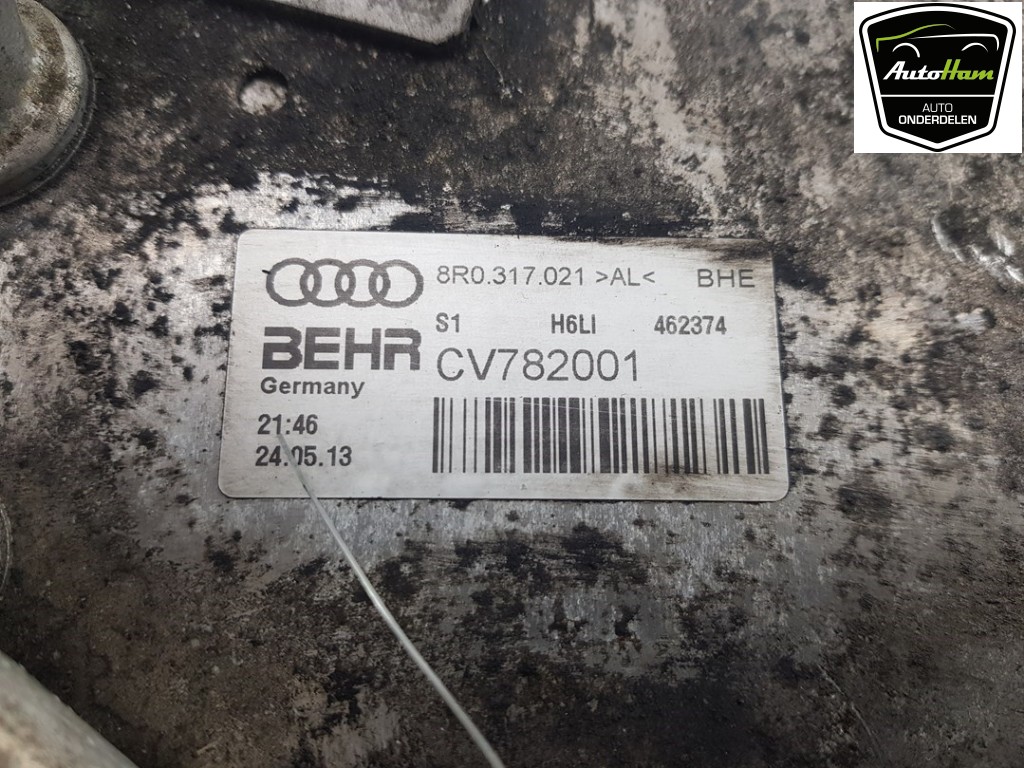 AutoHam
AUTO
ONDERDELEN
8R0.317.021 >AL< BHE
S1 H6LI 462374
BEHR CV782001
Germany
21:46
24.05.13